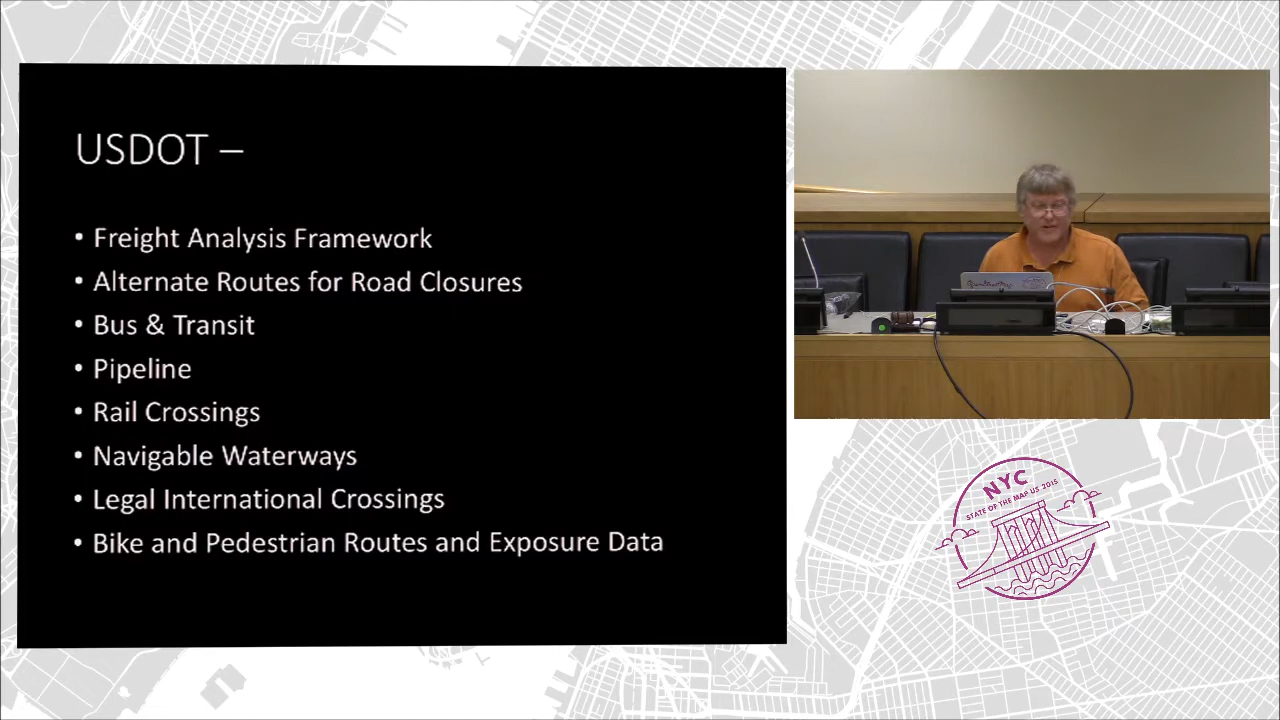 USDOT –
• Freight Analysis Framework
• Alternate Routes for Road Closures
• Bus & Transit
• Pipeline
• Rail Crossings
• Navigable Waterways
• Legal International Crossings
• Bike and Pedestrian Routes and Exposure Data
OpenStreetMap
NYC
STATE OF THE MAP US 2015